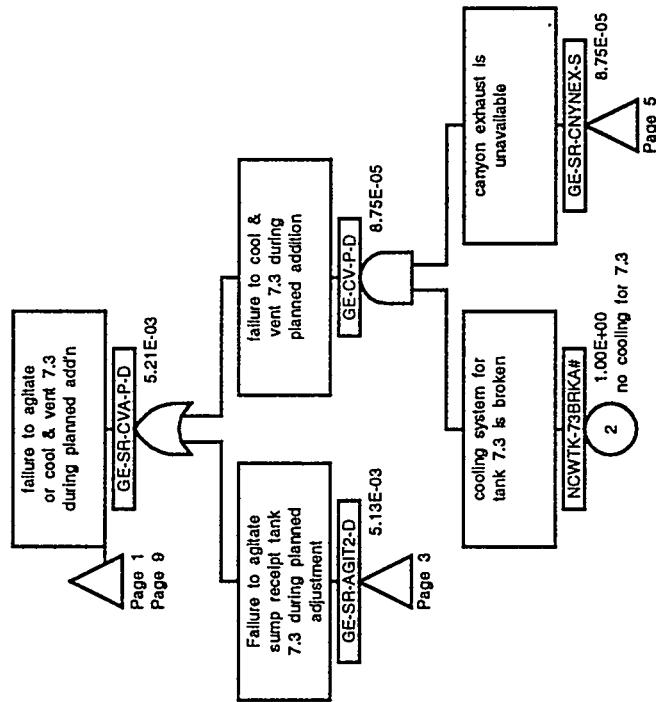 failure to agitate
or cool & vent 7.3
during planned add'n
GE-SR-CVA-P-D
5.21E-03
Page 1
Page 9
Failure to agitate
sump receipt tank
7.3 during planned
adjustment
GE-SR-AGIT2-D
5.13E-03
Page 3
failure to cool &
vent 7.3 during
planned addition
GE-CV-P-D
8.75E-05
cooling system for
tank 7.3 is broken
NCWTK-73BRKA#
2
1.00E+00
no cooling for 7.3
canyon exhaust is
unavailable
GE-SR-CNYNEX-S
8.75E-05
Page 5